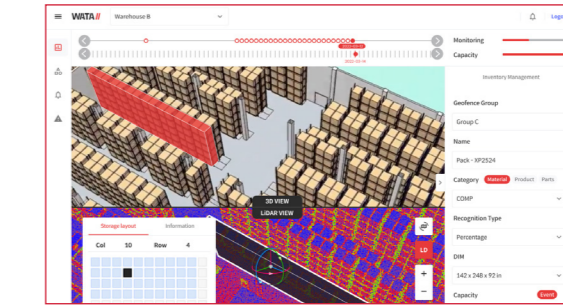 WATA
Warehouse B
Monitoring
Capacity
Inventory Management
Geofence Group
Group C
Name
Pack - XP2524
Category Material Product Parts
COMP
Recognition Type
Percentage
DIM
142 x 248 x 92 in
Capacity Event
3D VIEW
LiDAR VIEW
Storage layout Information
Col 10 Row 4
LD
+
-